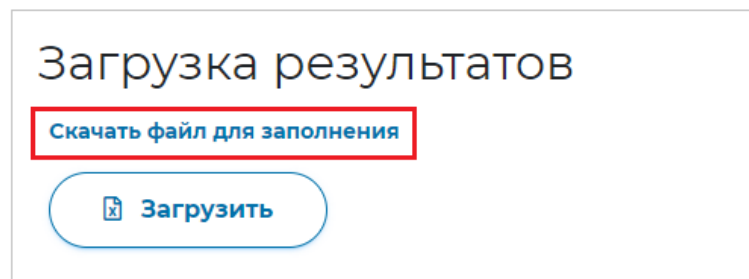 Загрузка результатов
Скачать файл для заполнения
Загрузить